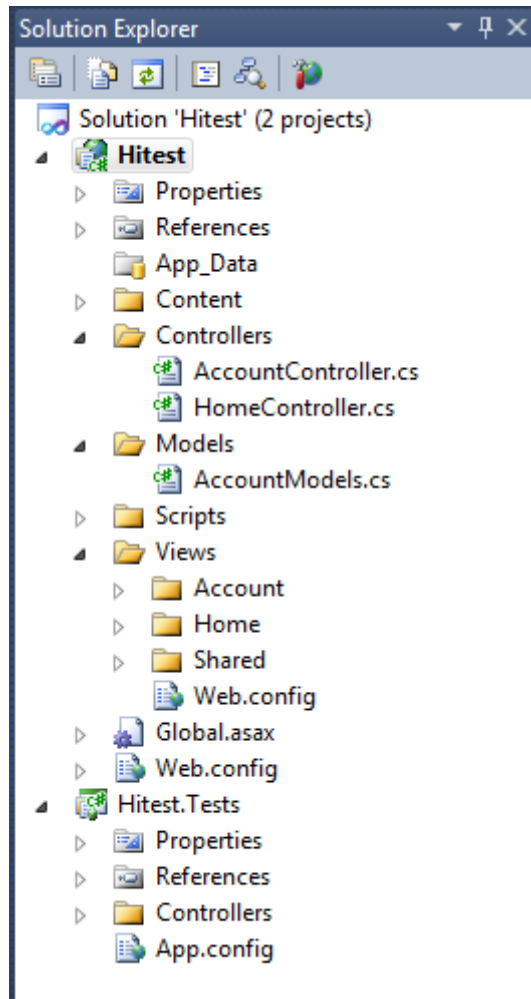 Solution Explorer
Solution 'Hitest' (2 projects)
Hitest
Properties
References
App_Data
Content
Controllers
AccountController.cs
HomeController.cs
Models
AccountModels.cs
Scripts
Views
Account
Home
Shared
Web.config
Global.asax
Web.config
Hitest.Tests
Properties
References
Controllers
App.config